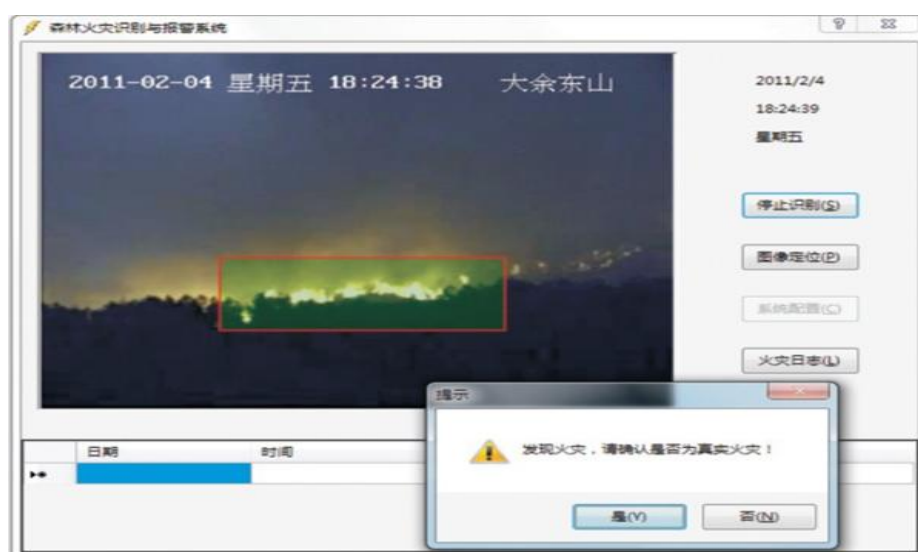 森林火灾识别与报警系统
2011-02-04 星期五 18:24:38 大余东山
2011/2/4
18:24:39
星期五
停止识别(S)
图像定位(P)
系统配置(C)
火灾日志(L)
提示
发现火灾，请确认是否为真实火灾！
是(Y) 否(N)
日期 时间